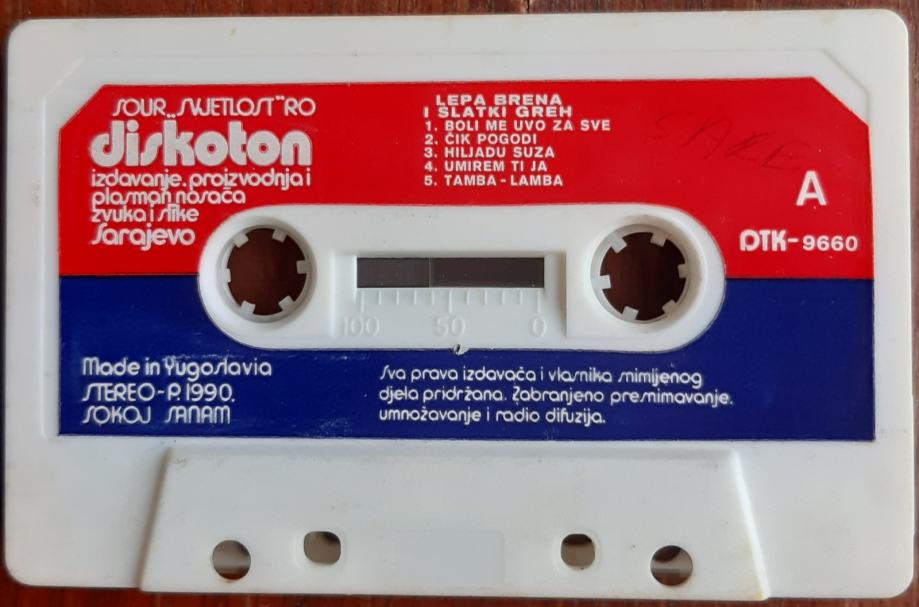 SOUR „SVJETLOST“ RO
diskoton
izdavanje, proizvodnja i
plasman nosača
zvuka i slike
Sarajevo
LEPA BRENA
I SLATKI GREH
1. BOLI ME UVO ZA SVE
2. ČIK POGODI
3. HILJADU SUZA
4. UMIREM TI JA
5. TAMBA - LAMBA
A
DTK-9660
100 50 0
Made in Yugoslavia
STEREO-P.1990.
SOKOJ SANAM
Sva prava izdavača i vlasnika snimljenog
djela pridržana. Zabranjeno presnimavanje,
umnožavanje i radio difuzija.